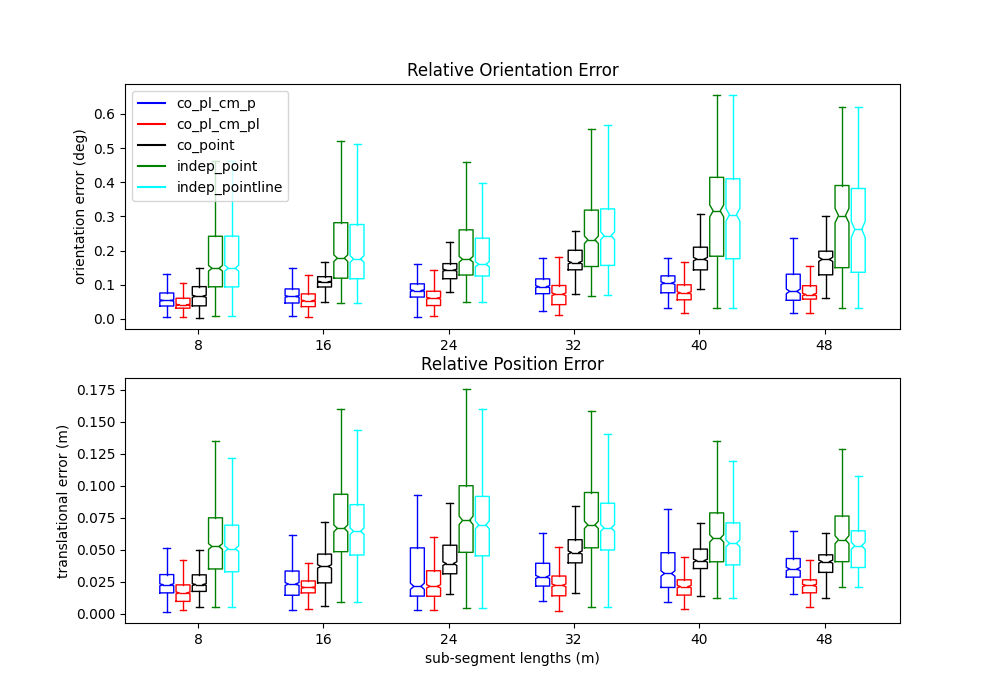 Relative Orientation Error
orientation error (deg)
0.6
0.5
0.4
0.3
0.2
0.1
0.0
co_pl_cm_p
co_pl_cm_pl
co_point
indep_point
indep_pointline
8 16 24 32 40 48
Relative Position Error
translational error (m)
0.175
0.150
0.125
0.100
0.075
0.050
0.025
0.000
8 16 24 32 40 48
sub-segment lengths (m)